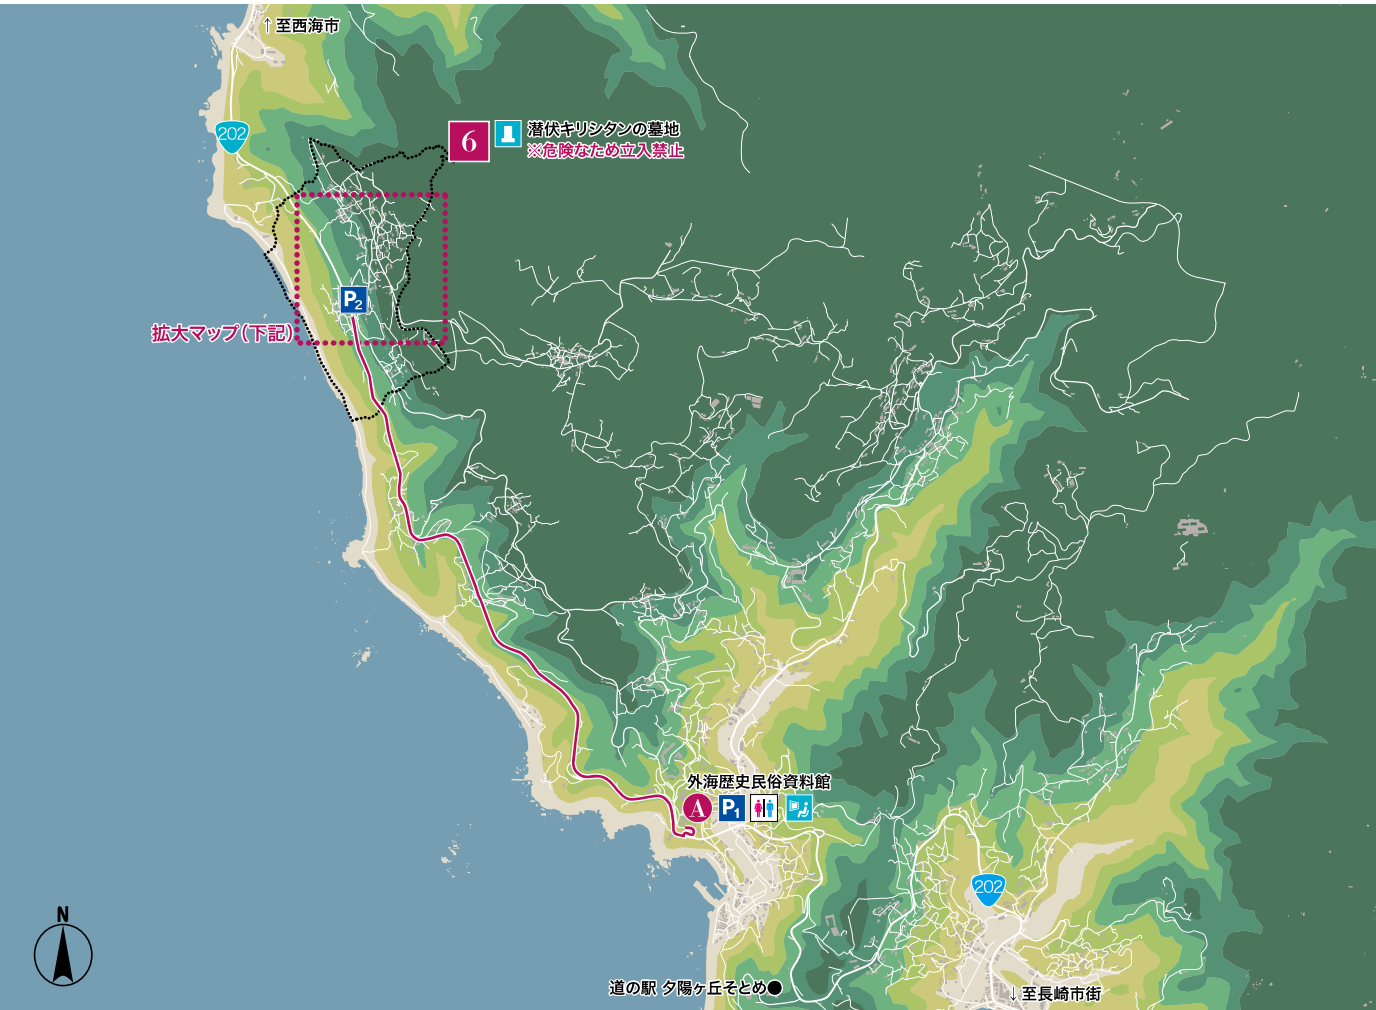 ↑至西海市
202
6
潜伏キリシタンの墓地
※危険なため立入禁止
P2
拡大マップ(下記)
外海歴史民俗資料館
A
P1
202
N
道の駅 夕陽ヶ丘そとめ
↓至長崎市街